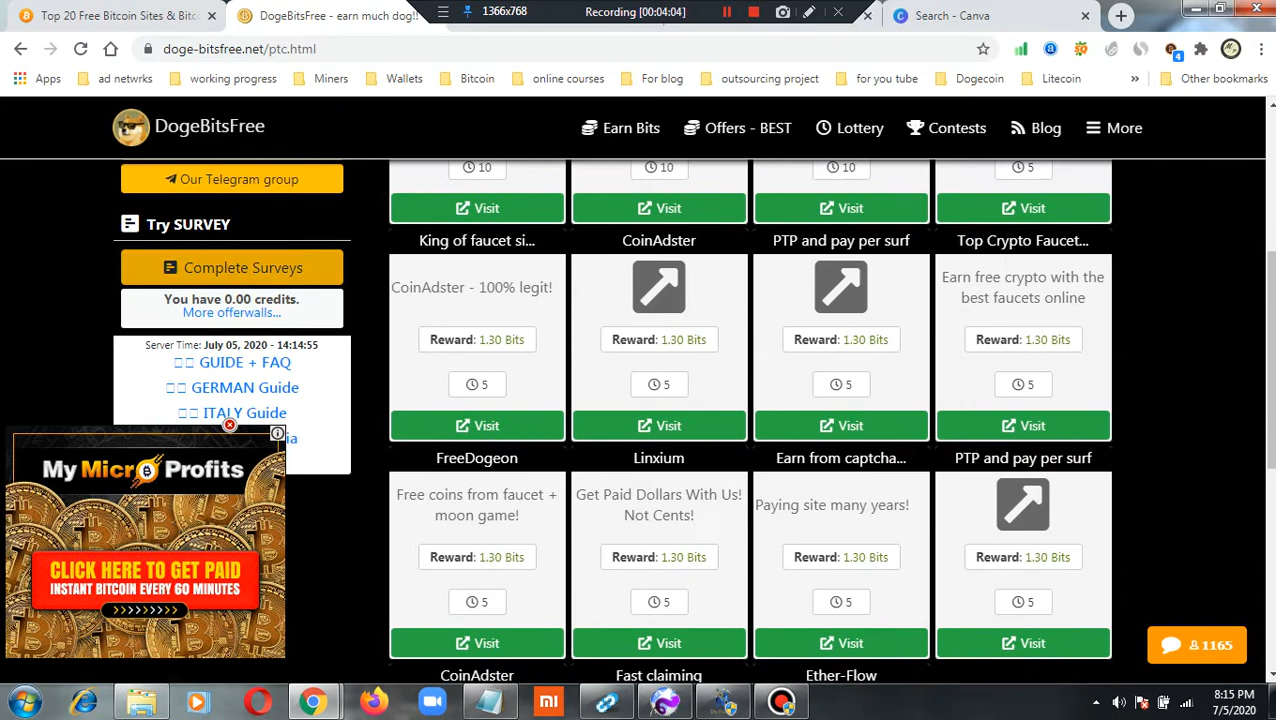 Top 20 Free Bitcoin Sites & Bitc
DogeBitsFree - earn much dog!!
1366x768
Recording [00:04:04]
Search - Canva
doge-bitsfree.net/ptc.html
Apps
ad netwrks
working progress
Miners
Wallets
Bitcoin
online courses
For blog
outsourcing project
for you tube
Dogecoin
Litecoin
»
Other bookmarks
4
DogeBitsFree
Earn Bits
Offers - BEST
Lottery
Contests
Blog
More
Our Telegram group
Try SURVEY
Complete Surveys
You have 0.00 credits.
More offerwalls...
Server Time: July 05, 2020 - 14:14:55
GUIDE + FAQ
GERMAN Guide
ITALY Guide
ia
My Micro Profits
CLICK HERE TO GET PAID
INSTANT BITCOIN EVERY 60 MINUTES
>>>>>>>>
10 10 10 5
Visit Visit Visit Visit
King of faucet si... CoinAdster PTP and pay per surf Top Crypto Faucet...
CoinAdster - 100% legit!
Earn free crypto with the
best faucets online
Reward: 1.30 Bits Reward: 1.30 Bits Reward: 1.30 Bits Reward: 1.30 Bits
5 5 5 5
Visit Visit Visit Visit
FreeDogeon Linxium Earn from captcha... PTP and pay per surf
Free coins from faucet +
moon game!
Get Paid Dollars With Us!
Not Cents!
Paying site many years!
Reward: 1.30 Bits Reward: 1.30 Bits Reward: 1.30 Bits Reward: 1.30 Bits
5 5 5 5
Visit Visit Visit Visit
CoinAdster Fast claiming Ether-Flow
1165
8:15 PM
7/5/2020